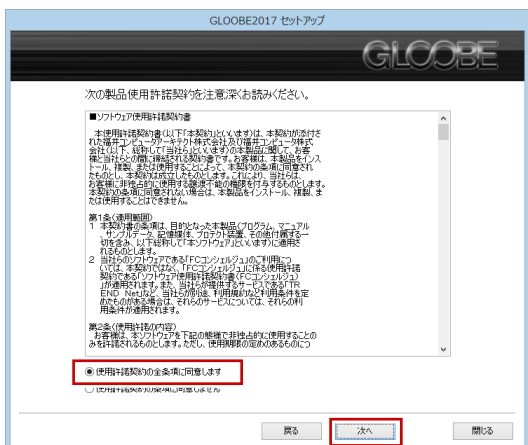 GLOOBE2017 セットアップ
GLOOBE
次の製品使用許諾契約を注意深くお読みください。
■ソフトウェア使用許諾契約書
本使用許諾契約書(以下「本契約」といいます)は、本契約が添付さ
れた福井コンピュータアーキテクト株式会社及び福井コンピュータ株式
会社(以下、総称して「当社ら」といいます)の本製品に関して、お客
様と当社らとの間に締結される契約書です。お客様は、本製品をインス
トール、複製、または使用することによって、本契約の条項に同意され
たものとし、本契約は成立したものとします。これにより、当社らは、
お客様に非独占的に使用する譲渡不能の権限を付与するものとします。
本契約の条項に同意されない場合は、本製品をインストール、複製、ま
たは使用することはできません。
第1条(適用範囲)
1 本契約書の条項は、目的となった本製品(プログラム、マニュアル
、サンプルデータ、記憶媒体、プロテクト装置、その他付属する一
切を含み、以下総称して「本ソフトウェア」といいます)に適用さ
れるものとします。
2 当社らのソフトウェアである「FCコンシェルジュ」のご利用につ
いては、本契約ではなく、「FCコンシェルジュ」に係る使用許諾
契約である「ソフトウェア使用許諾契約書(FCコンシェルジュ)
」が適用されます。また、当社らが提供するサービスである「TR
END Net」など、当社らが別途、利用規約など利用条件を定
めたものがある場合は、それらのサービスについては、それらの利
用条件が適用されます。
第2条(使用許諾の内容)
お客様は、本ソフトウェアを下記の態様で非独占的に使用することの
みを許諾されるものとします。ただし、使用期限の定めのあるものにつ
使用許諾契約の全条項に同意します
使用許諾契約の条項に同意しません
戻る
次へ
閉じる